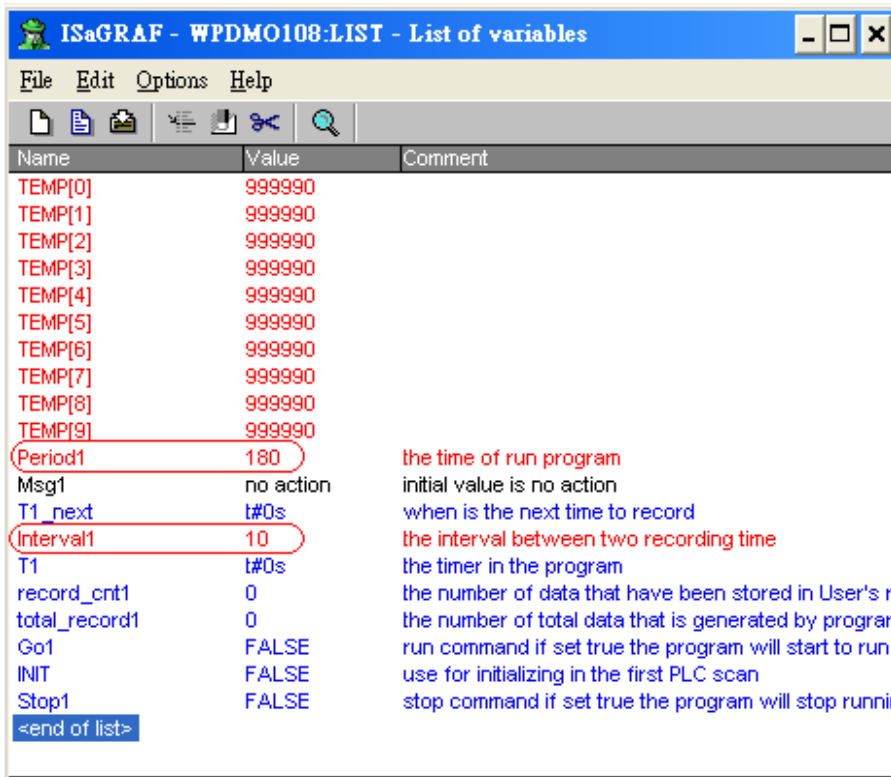 ISaGRAF - WPDMO108:LIST - List of variables
File Edit Options Help
Name Value Comment
TEMP[0] 999990
TEMP[1] 999990
TEMP[2] 999990
TEMP[3] 999990
TEMP[4] 999990
TEMP[5] 999990
TEMP[6] 999990
TEMP[7] 999990
TEMP[8] 999990
TEMP[9] 999990
Period1 180 the time of run program
Msg1 no action initial value is no action
T1_next t#0s when is the next time to record
Interval1 10 the interval between two recording time
T1 t#0s the timer in the program
record_cnt1 0 the number of data that have been stored in User's
total_record1 0 the number of total data that is generated by
Go1 FALSE run command if set true the program will start to run
INIT FALSE use for initializing in the first PLC scan
Stop1 FALSE stop command if set true the program will stop
<end of list>